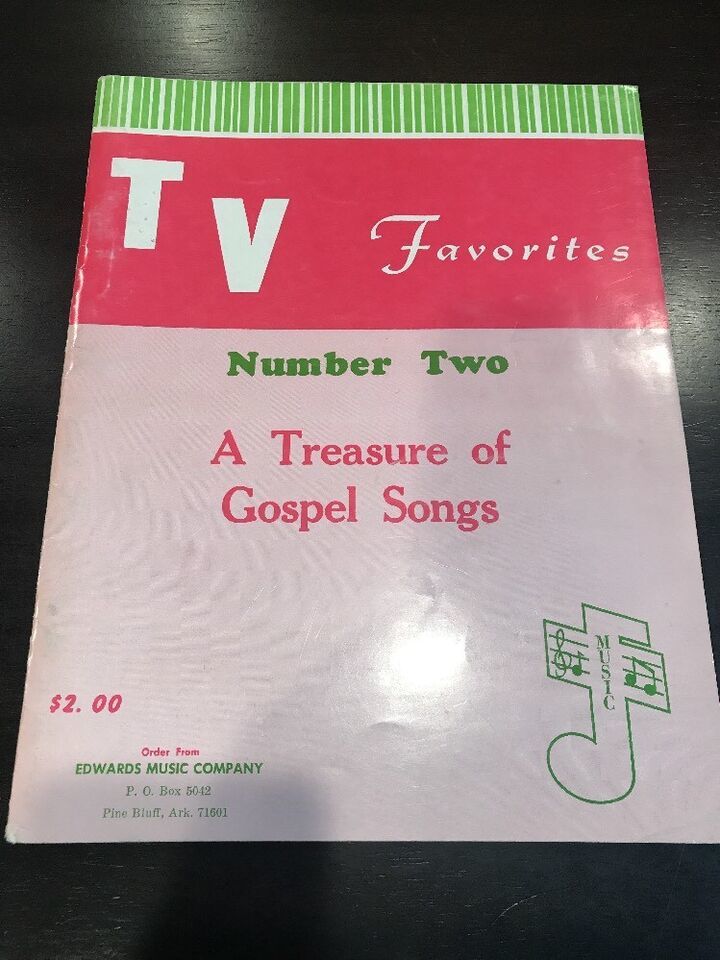 TV Favorites
Number Two
A Treasure of
Gospel Songs
MUSIC
$2.00
Order From
EDWARDS MUSIC COMPANY
P. O. Box 5042
Pine Bluff, Ark. 71601